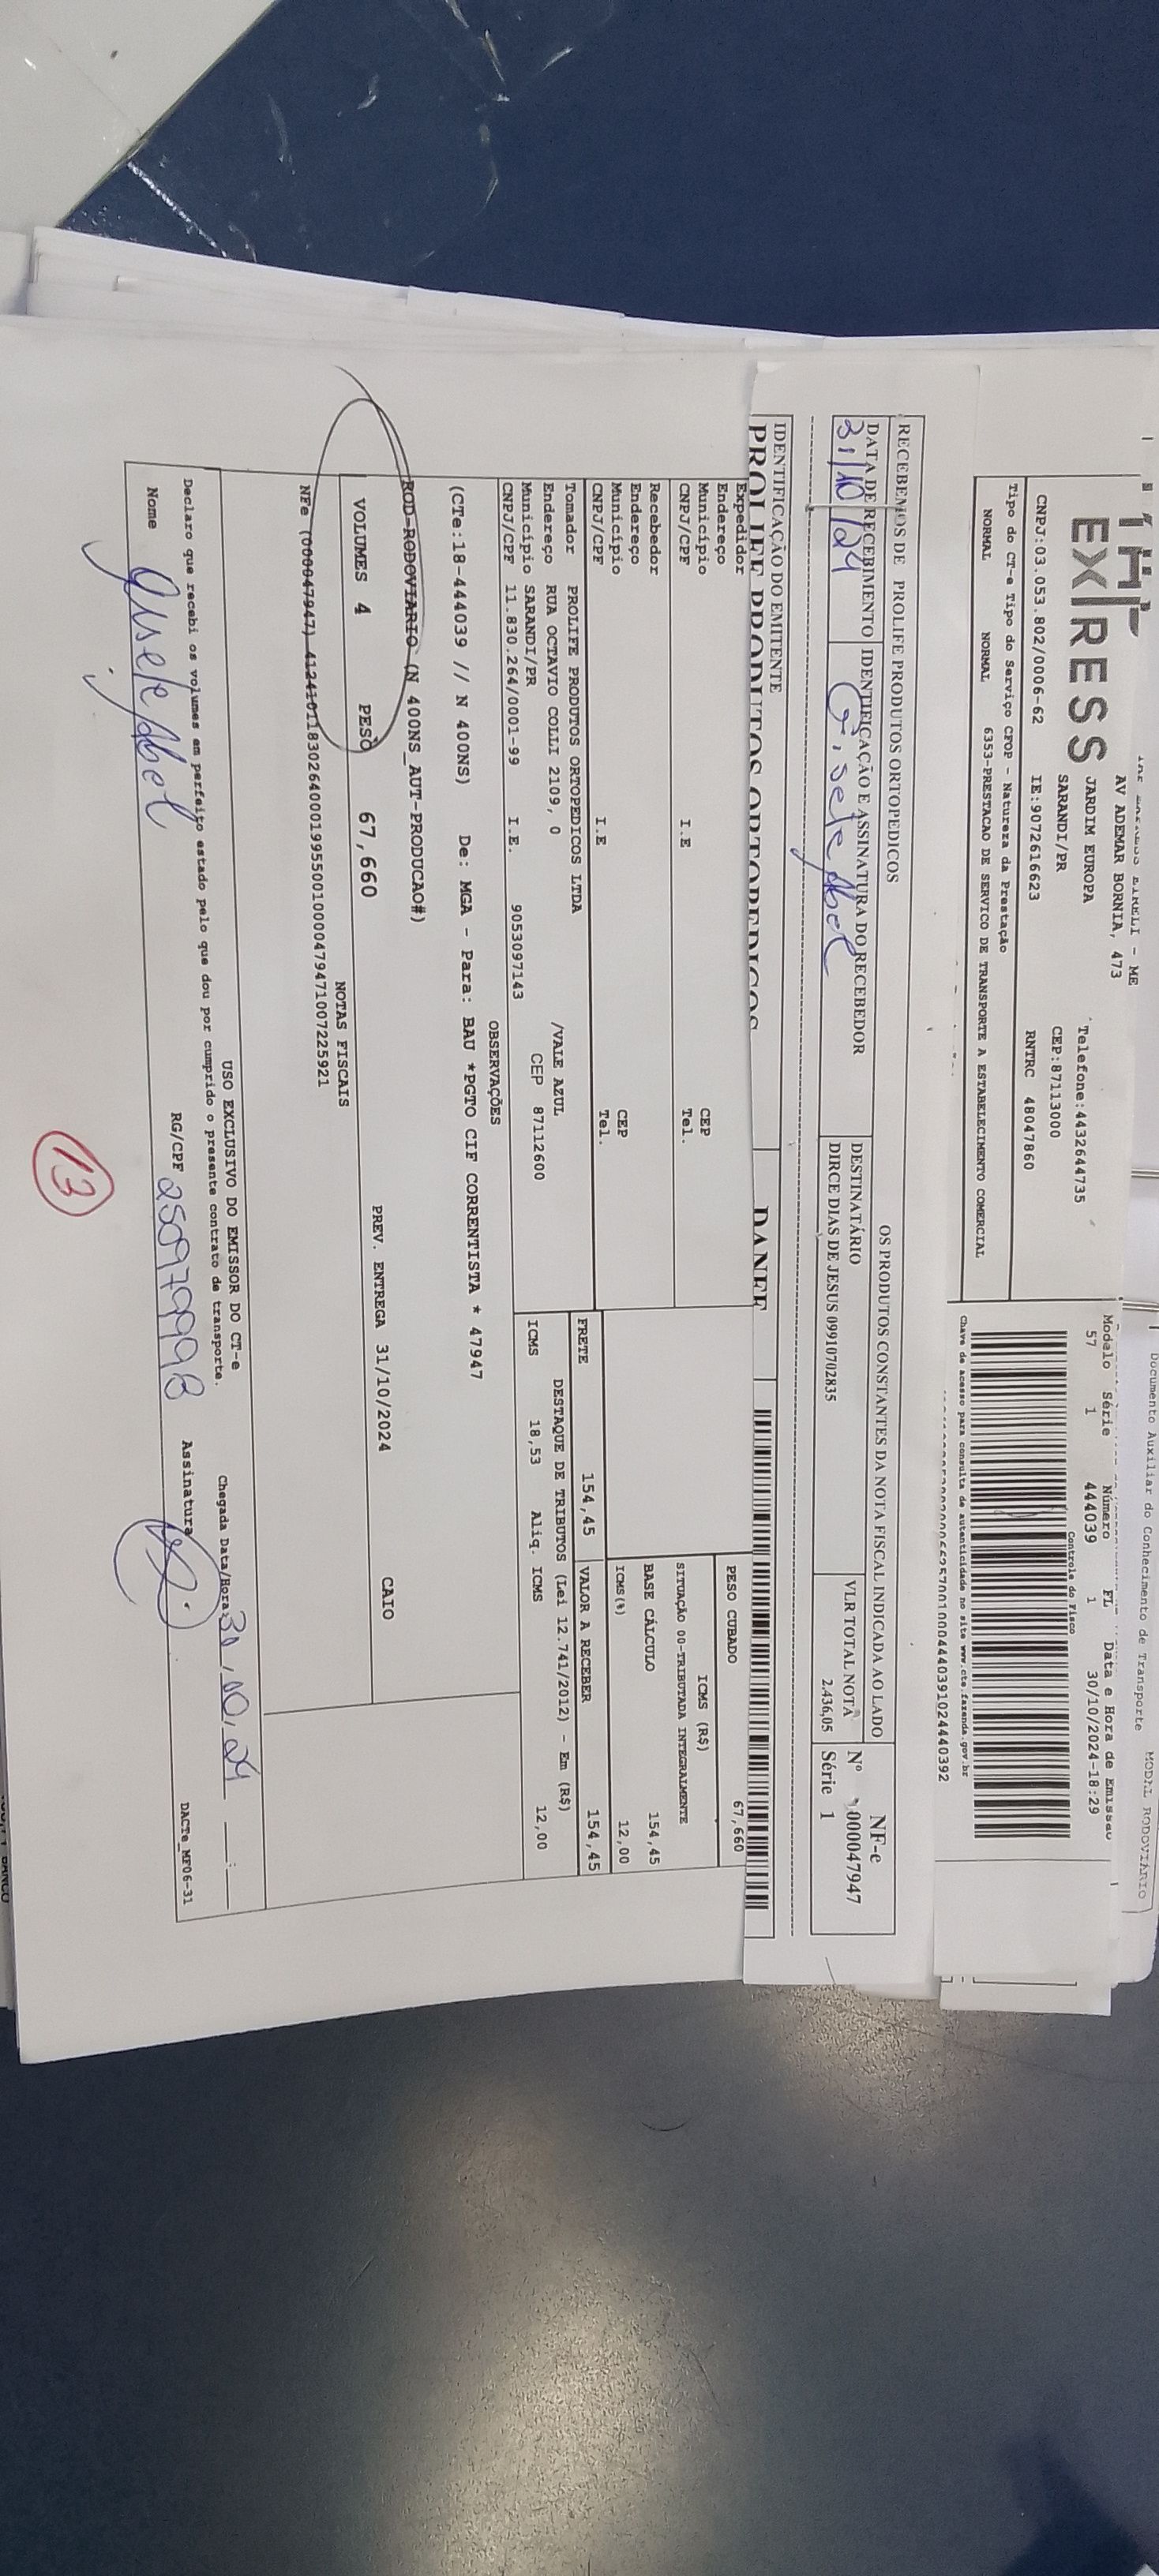 Documento Auxiliar do Conhecimento de Transporte MODAL RODOVIÁRIO
EIRELI - ME
EXPRESS
AV ADEMAR BORNIA, 473
JARDIM EUROPA
SARANDI/PR
Telefone:4432644735
CEP:87113000
CNPJ:03.053.802/0006-62 IE:9072616623 RNTRC 48047860
Modelo Série Número FL Data e Hora de Emissão
57 1 444039 1 30/10/2024-18:29
Controle do Fisco
Tipo do CT-e Tipo do Serviço CFOP - Natureza da Prestação
NORMAL NORMAL 6353-PRESTACAO DE SERVICO DE TRANSPORTE A ESTABELECIMENTO COMERCIAL
Chave de acesso para consulta de autenticidade no site www.cte.fazenda.gov.br
RECEBEMOS DE PROLIFE PRODUTOS ORTOPEDICOS OS PRODUTOS CONSTANTES DA NOTA FISCAL INDICADA AO LADO
NF-e
Nº 000047947
Série 1
DATA DE RECEBIMENTO IDENTIFICAÇÃO E ASSINATURA DO RECEBEDOR
31/10/24 Gisele Abel
DESTINATÁRIO
DIRCE DIAS DE JESUS 09910702835
VLR TOTAL NOTA
2.436,05
IDENTIFICAÇÃO DO EMITENTE
PROLIFE PRODUTOS ORTOPEDICOS DANFE
Expedidor
Endereço
Município CEP
CNPJ/CPF I.E Tel.
Recebedor
Endereço
Município CEP
CNPJ/CPF I.E Tel.
PESO CUBADO 67,660
ICMS (R$)
SITUAÇÃO 00-TRIBUTADA INTEGRALMENTE
BASE CÁLCULO 154,45
ICMS(%) 12,00
Tomador PROLIFE PRODUTOS ORTOPEDICOS LTDA
Endereço RUA OCTAVIO COLLI 2109, 0 /VALE AZUL
Município SARANDI/PR CEP 87112600
CNPJ/CPF 11.830.264/0001-99 I.E. 9053097143
FRETE 154,45 VALOR A RECEBER 154,45
DESTAQUE DE TRIBUTOS (Lei 12.741/2012) - Em (R$)
ICMS 18,53 Aliq. ICMS 12,00
OBSERVAÇÕES
(CTe:18-444039 // N 400NS) De: MGA - Para: BAU *PGTO CIF CORRENTISTA * 47947
ROD-RODOVIARIO (N 400NS_AUT-PRODUCAO#)
VOLUMES 4 PESO 67,660 PREV. ENTREGA 31/10/2024 CAIO
NOTAS FISCAIS
NFe (000047947) 41241011830264000199550010000479471007225921
USO EXCLUSIVO DO EMISSOR DO CT-e
Declaro que recebi os volumes em perfeito estado pelo que dou por cumprido o presente contrato de transporte. Chegada Data/Hora: 30/10/24
Nome Gisele Abel RG/CPF 250979998 Assinatura
DACTe_MF06-31
13